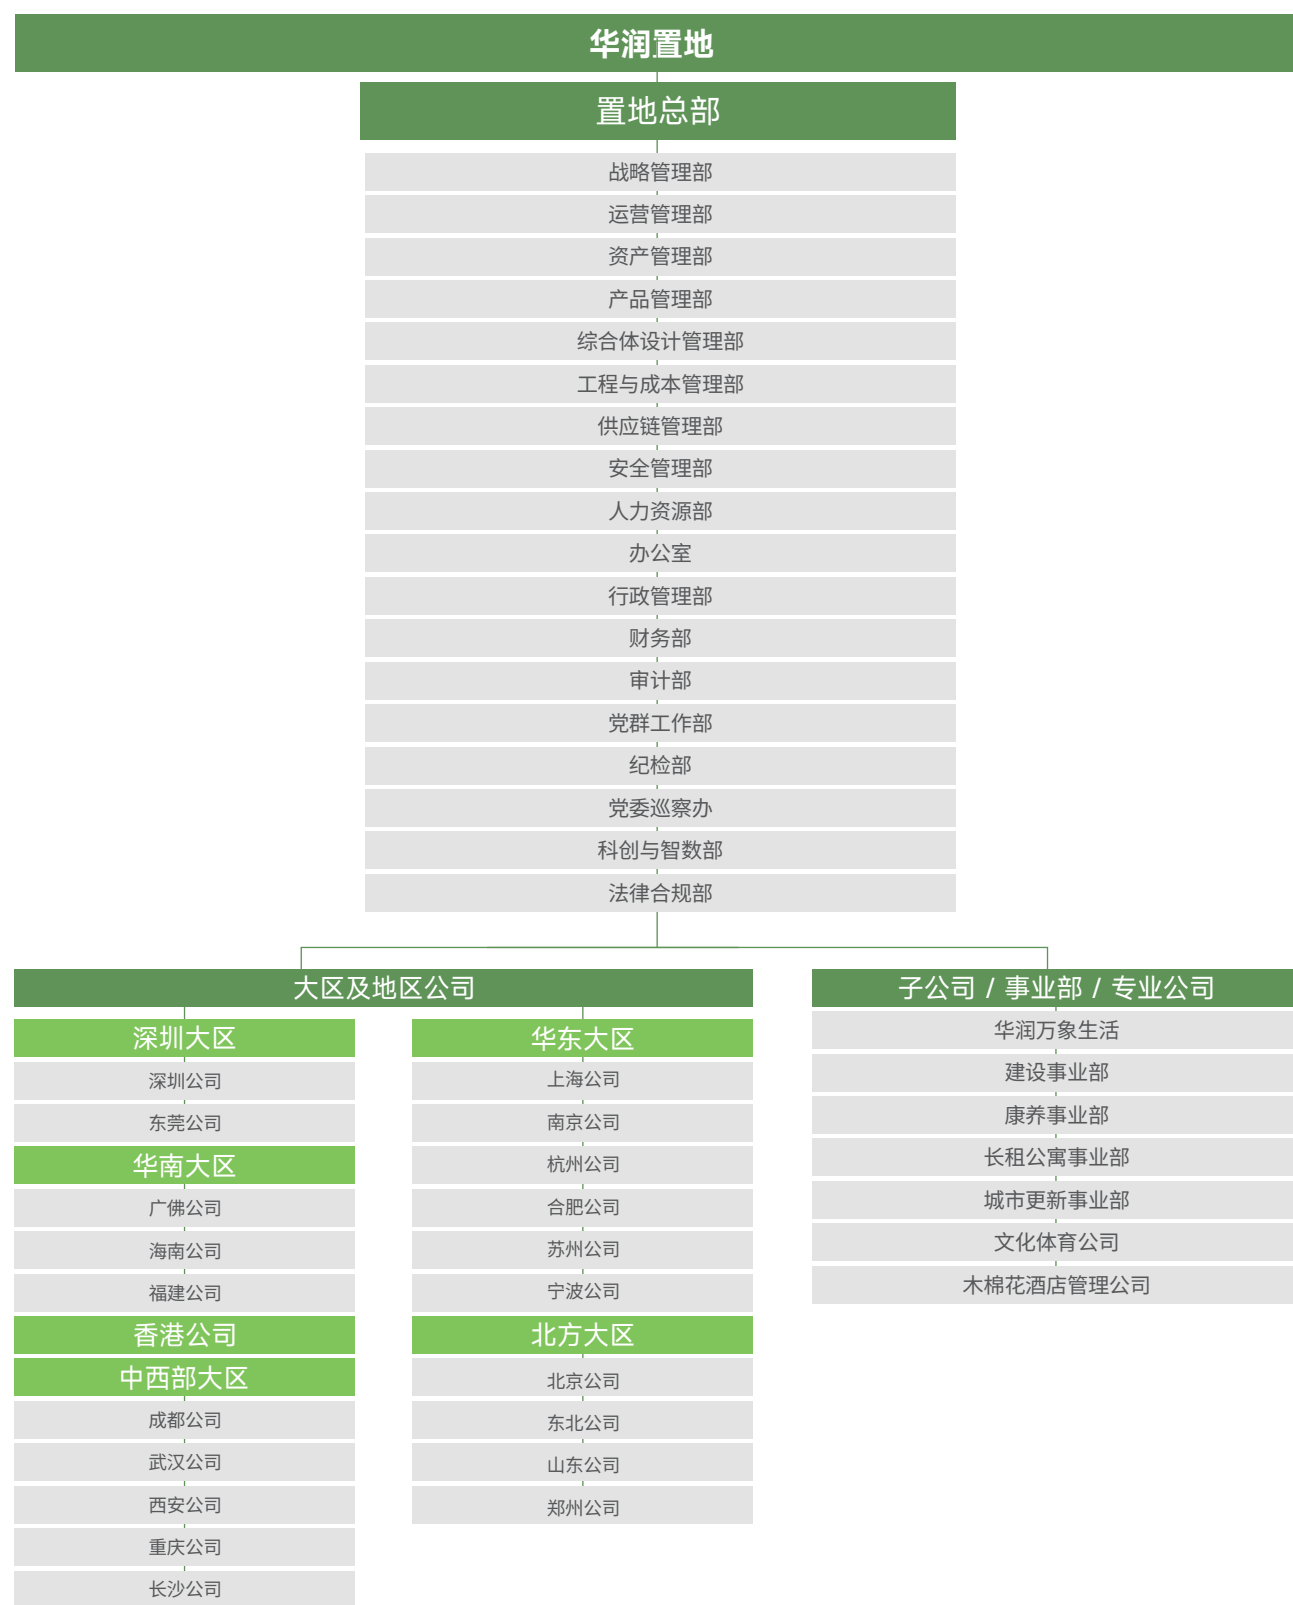 华润置地
置地总部
战略管理部
运营管理部
资产管理部
产品管理部
综合体设计管理部
工程与成本管理部
供应链管理部
安全管理部
人力资源部
办公室
行政管理部
财务部
审计部
党群工作部
纪检部
党委巡察办
科创与智数部
法律合规部
大区及地区公司
深圳大区
深圳公司
东莞公司
华南大区
广佛公司
海南公司
福建公司
香港公司
中西部大区
成都公司
武汉公司
西安公司
重庆公司
长沙公司
华东大区
上海公司
南京公司
杭州公司
合肥公司
苏州公司
宁波公司
北方大区
北京公司
东北公司
山东公司
郑州公司
子公司 / 事业部 / 专业公司
华润万象生活
建设事业部
康养事业部
长租公寓事业部
城市更新事业部
文化体育公司
木棉花酒店管理公司